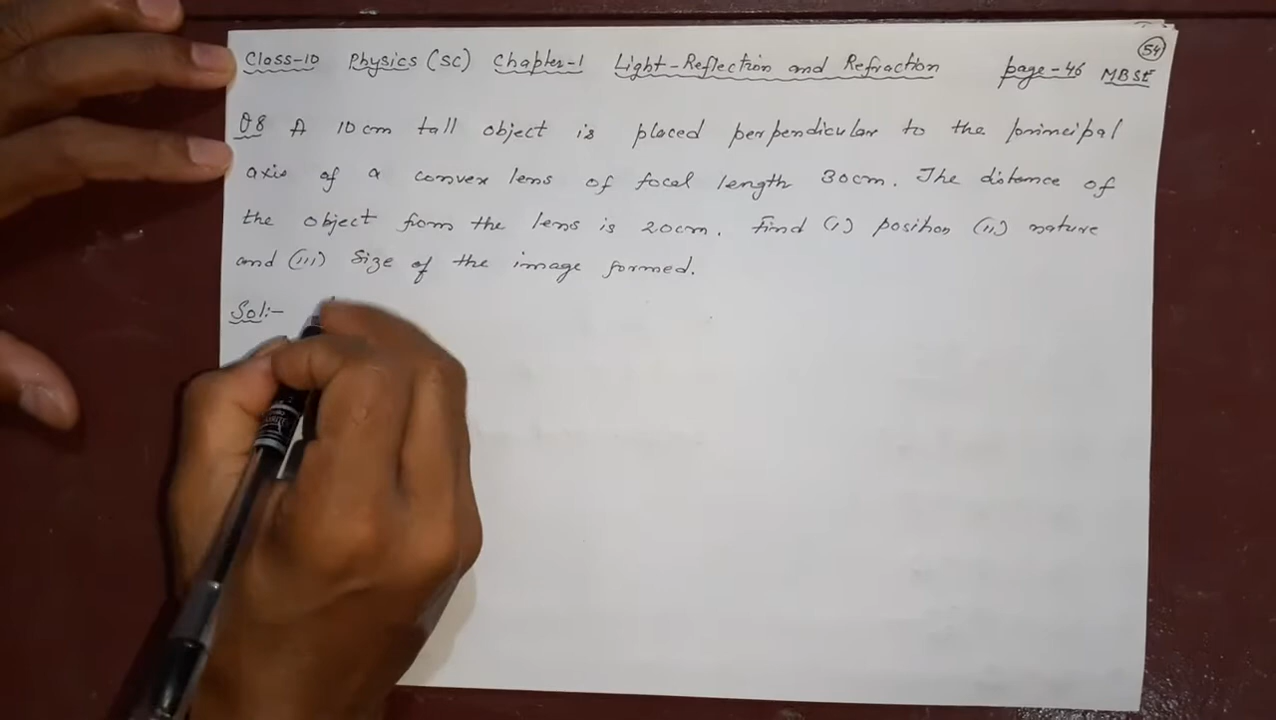 Class-10 Physics (SC) Chapter-1 Light-Reflection and Refraction page-46 MBSE 54
Q8 A 10cm tall object is placed perpendicular to the principal
axis of a convex lens of focal length 30cm. The distance of
the object from the lens is 20cm. Find (i) position (ii) nature
and (iii) Size of the image formed.
Sol:-